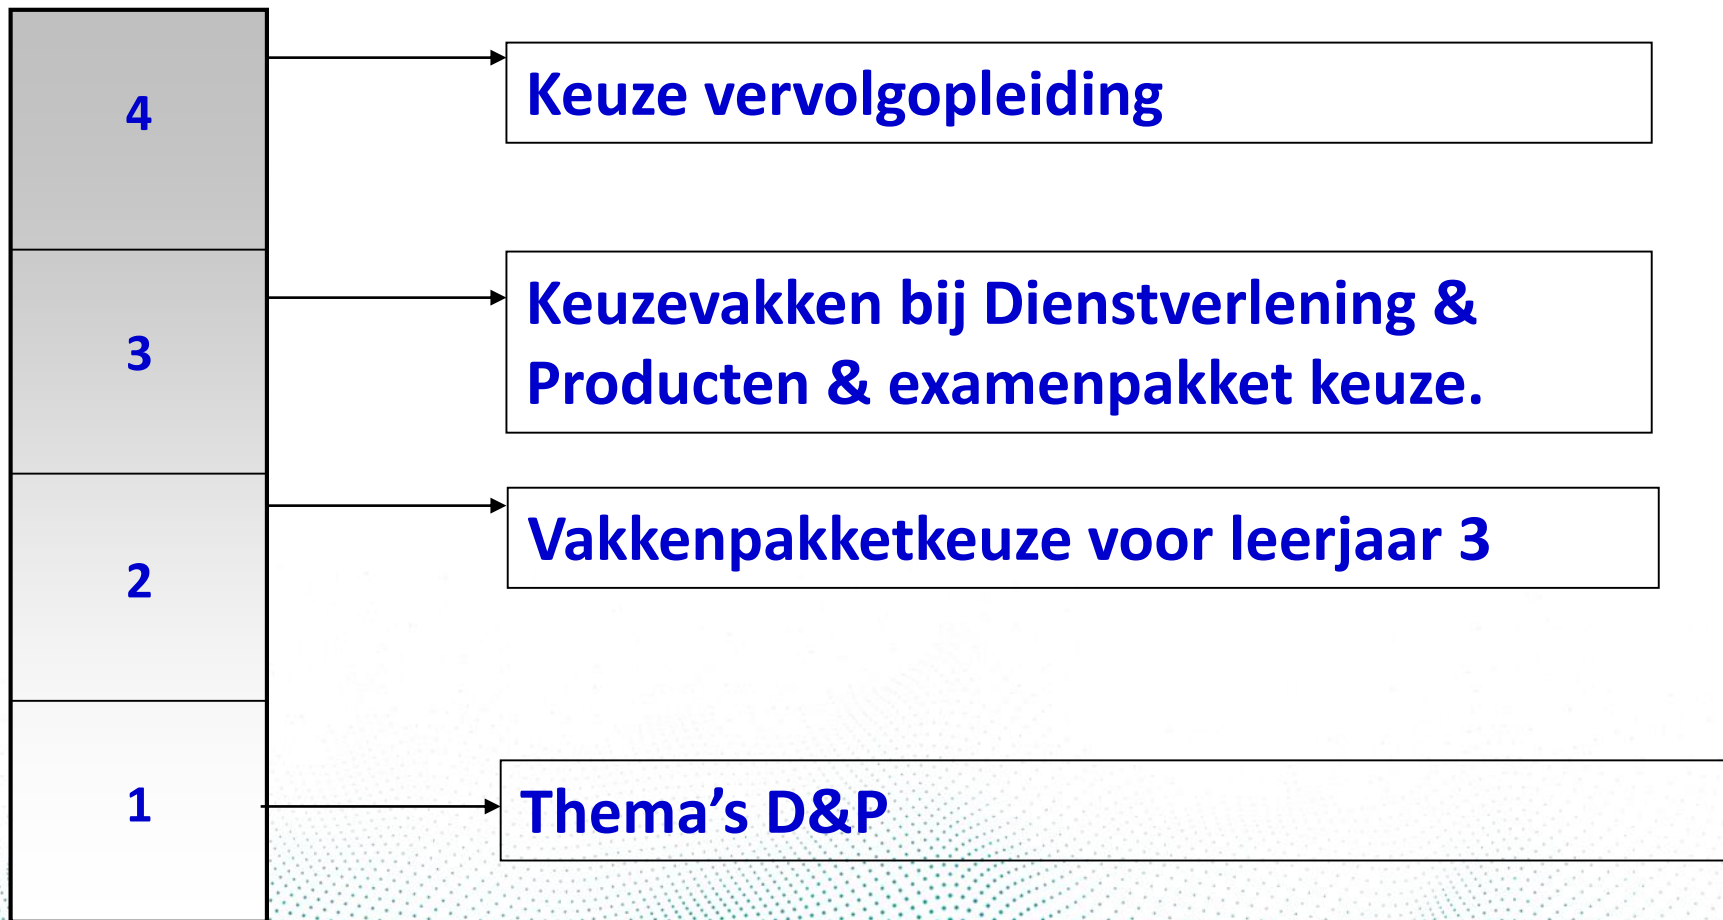 4
Keuze vervolgopleiding
3
Keuzevakken bij Dienstverlening &
Producten & examenpakket keuze.
2
Vakkenpakketkeuze voor leerjaar 3
1
Thema’s D&P